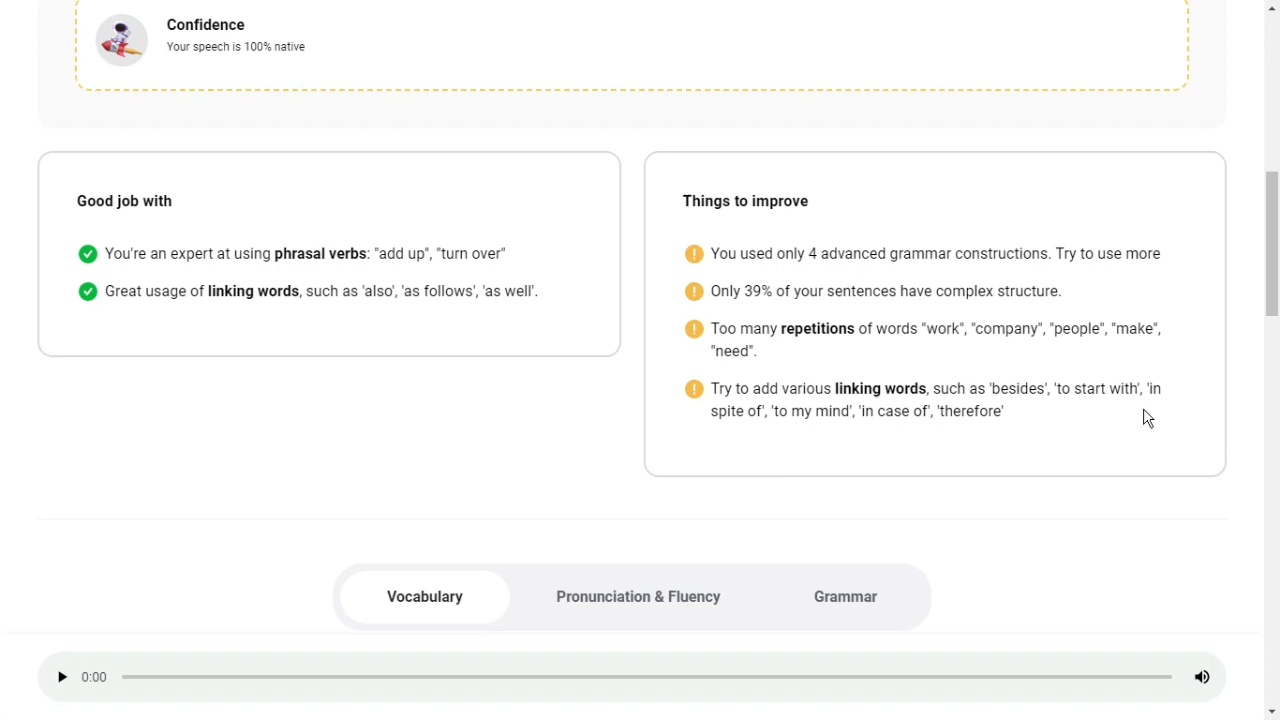 Confidence
Your speech is 100% native
Good job with
You're an expert at using phrasal verbs: "add up", "turn over"
Great usage of linking words, such as 'also', 'as follows', 'as well'.
Things to improve
You used only 4 advanced grammar constructions. Try to use more
Only 39% of your sentences have complex structure.
Too many repetitions of words "work", "company", "people", "make",
"need".
Try to add various linking words, such as 'besides', 'to start with', 'in
spite of', 'to my mind', 'in case of', 'therefore'
Vocabulary
Pronunciation & Fluency
Grammar
0:00